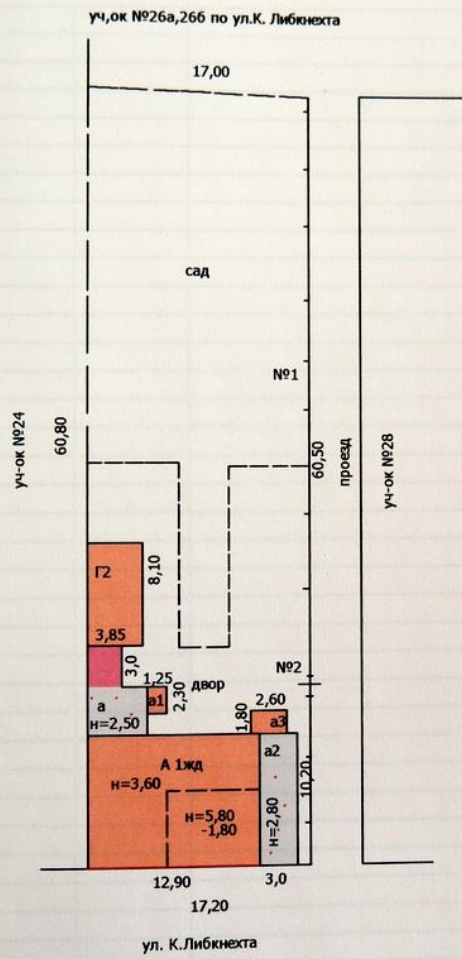 уч,ок №26а,26б по ул.К. Либкнехта
17,00
сад
№1
уч-ок №24
60,80
60,50
проезд
уч-ок №28
Г2
8,10
3,85
3,0
1,25
двор
№2
а
а1
2,30
н=2,50
2,60
1,80
а3
А 1жд
а2
н=3,60
10,20
н=5,80
-1,80
н=2,80
12,90
3,0
17,20
ул. К.Либкнехта